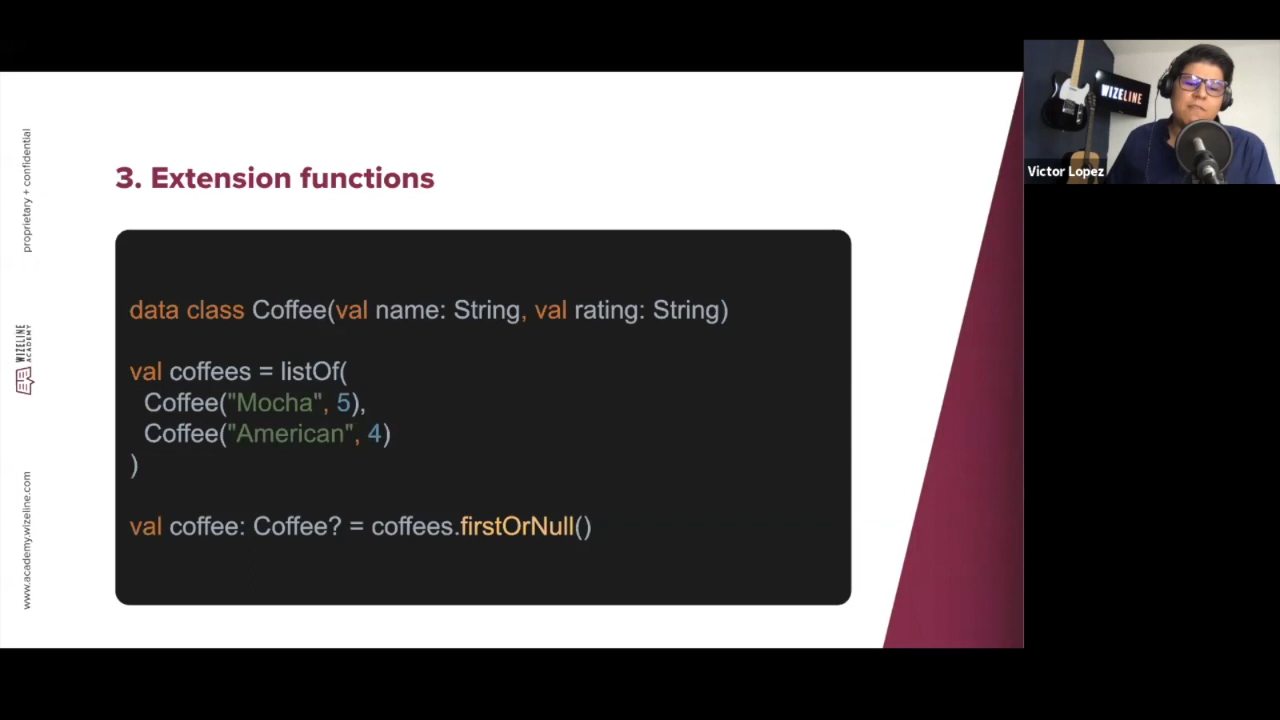 proprietary + confidential
WIZELINE
ACADEMY
www.academy.wizeline.com
3. Extension functions
data class Coffee(val name: String, val rating: String)
val coffees = listOf(
Coffee("Mocha", 5),
Coffee("American", 4)
)
val coffee: Coffee? = coffees.firstOrNull()
WIZELINE
Victor Lopez